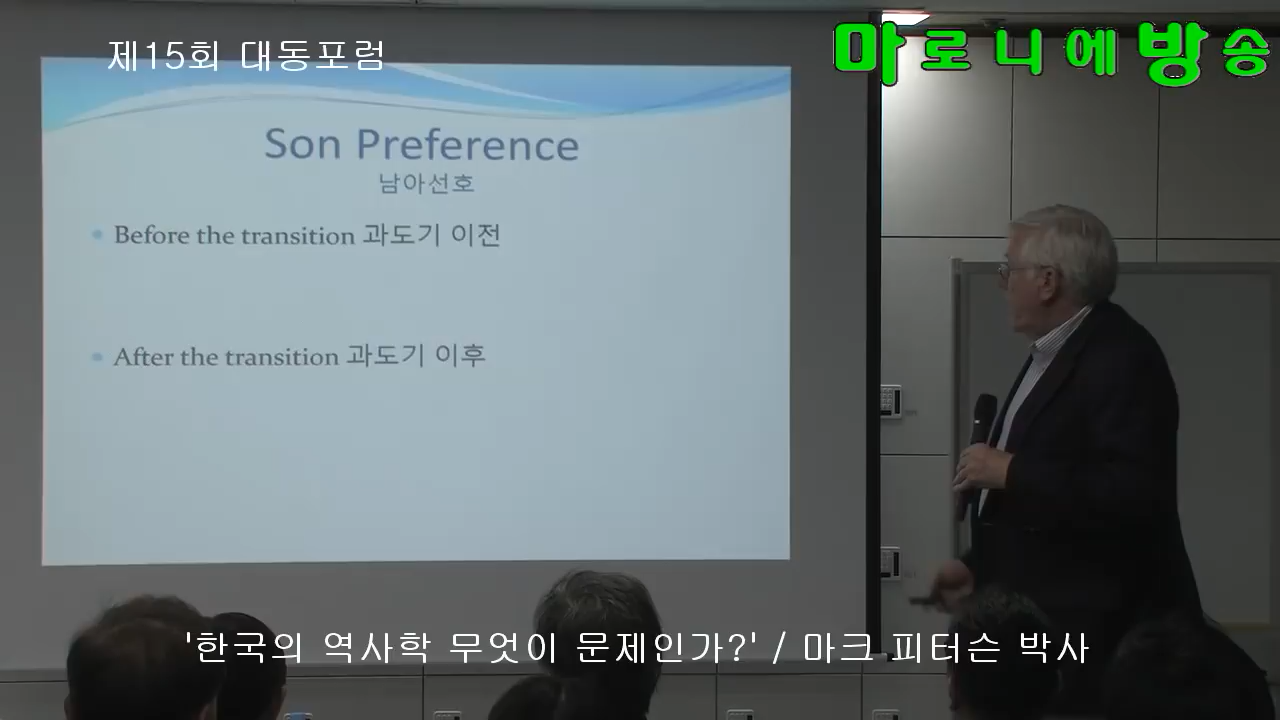 제15회 대동포럼
마로니에방송
Son Preference
남아선호
Before the transition 과도기 이전
After the transition 과도기 이후
'한국의 역사학 무엇이 문제인가?' / 마크 피터슨 박사